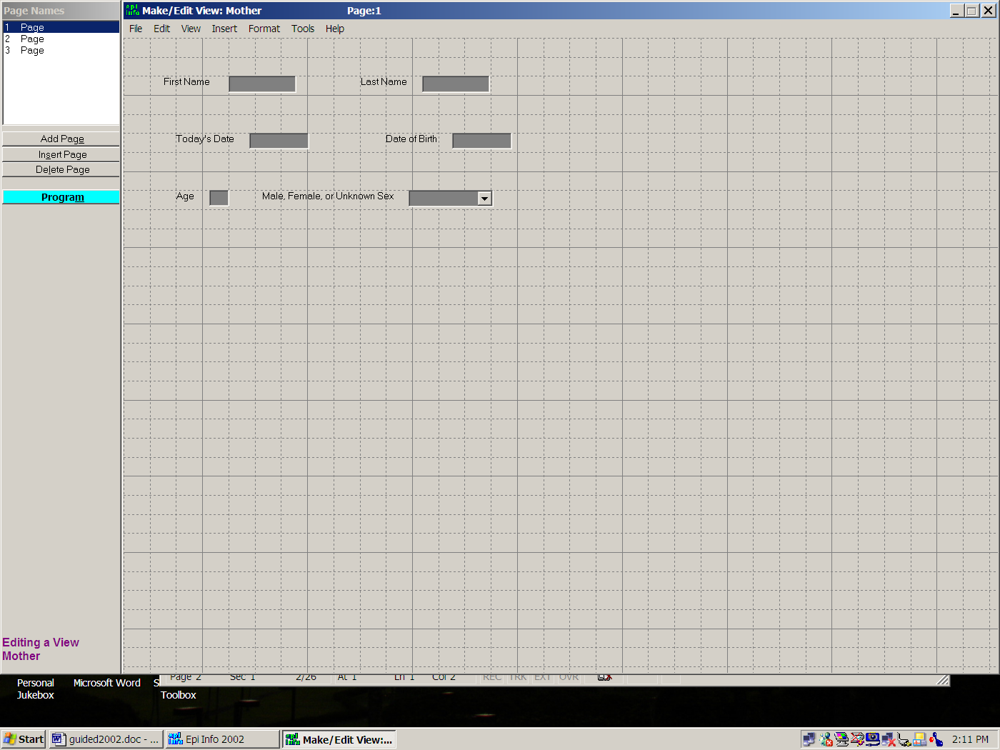 Page Names
1 Page
2 Page
3 Page
Add Page
Insert Page
Delete Page
Program
Editing a View
Mother
epi info Make/Edit View: Mother Page:1
File Edit View Insert Format Tools Help
First Name Last Name
Today's Date Date of Birth
Age Male, Female, or Unknown Sex
Page 2 Sec 1 2/26 At 1 Ln 1 Col 2 REC TRK EXT OVR
Personal Jukebox
Microsoft Word
S
Toolbox
Start guided2002.doc - ... Epi Info 2002 Make/Edit View:... 2:11 PM